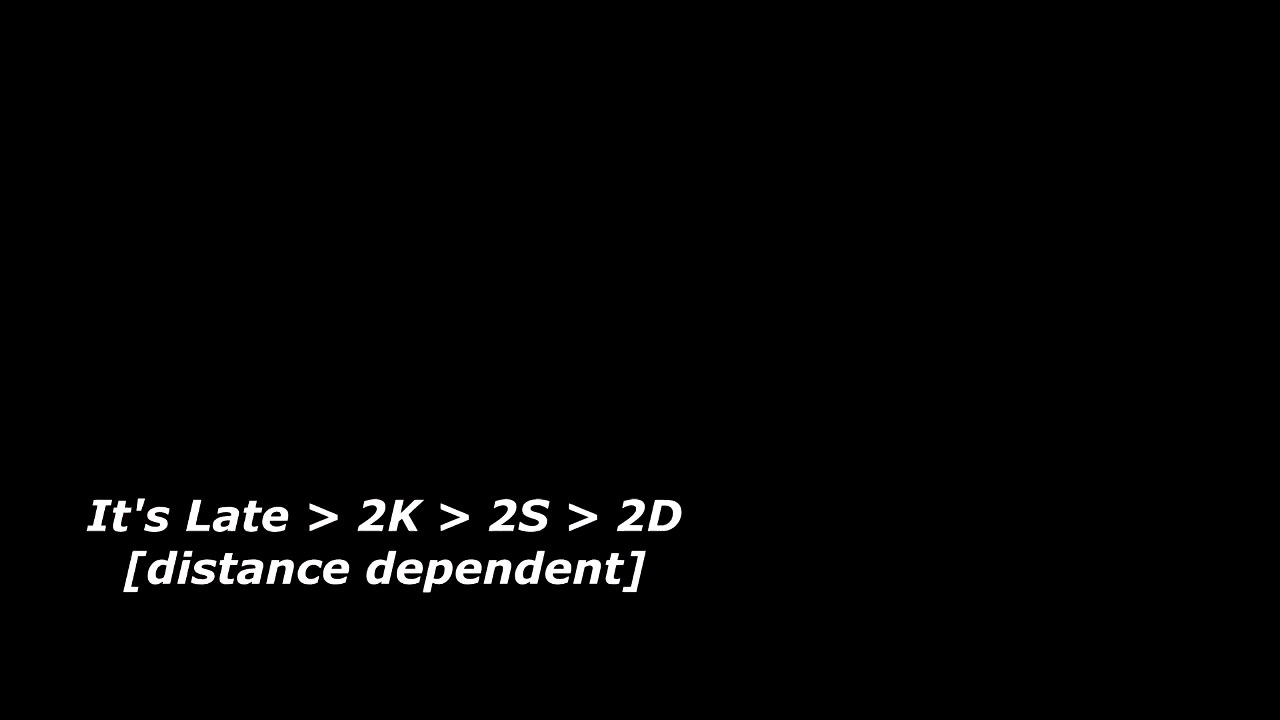 It's Late > 2K > 2S > 2D
[distance dependent]